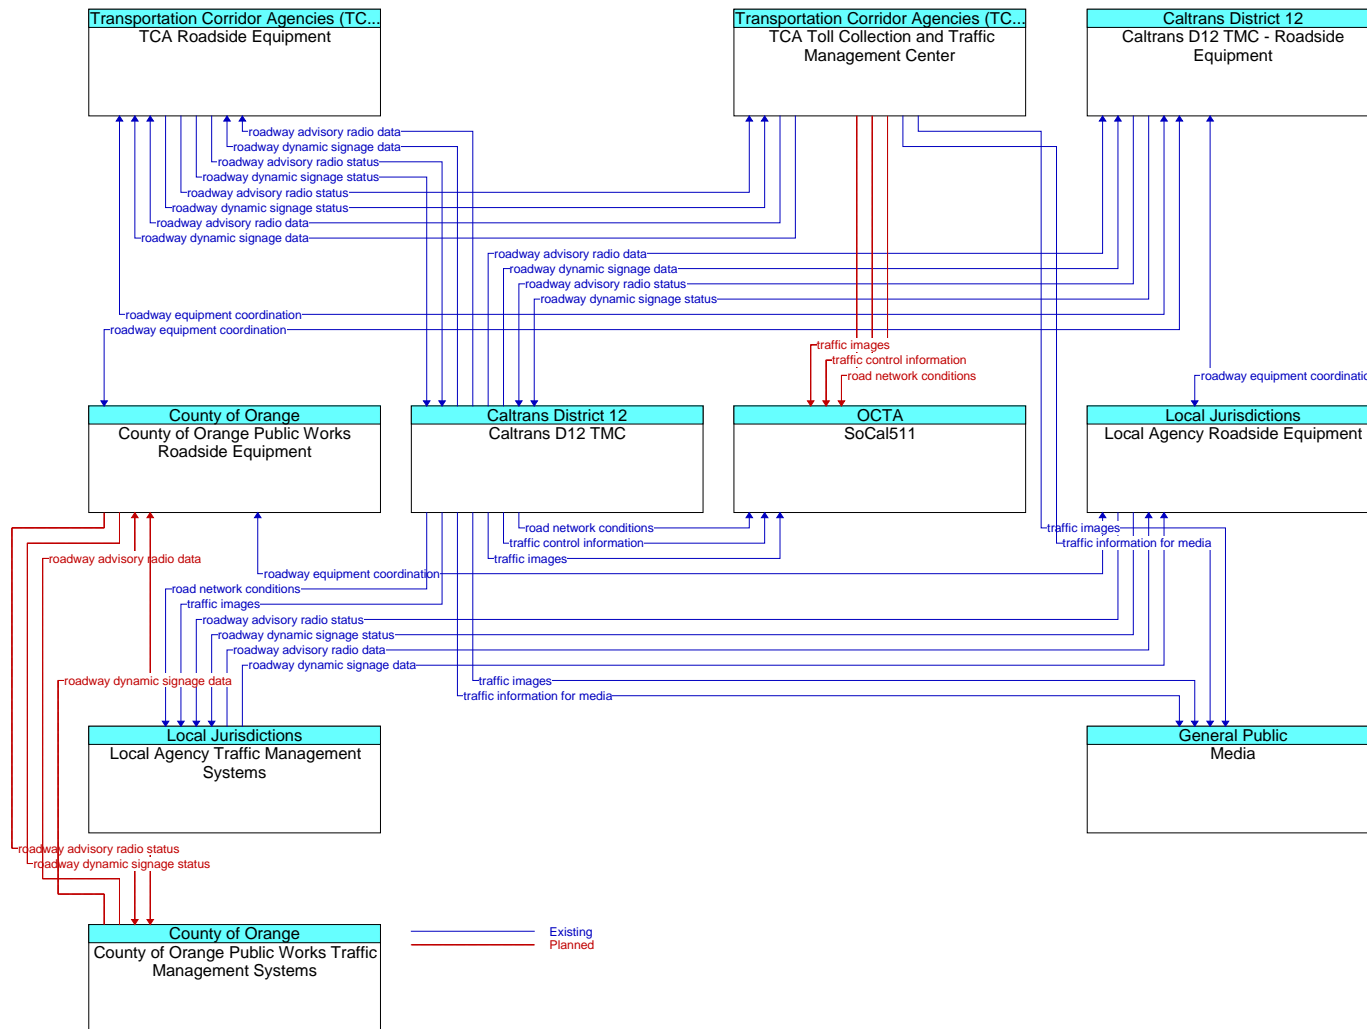 Transportation Corridor Agencies (TC...
TCA Roadside Equipment
Transportation Corridor Agencies (TC...
TCA Toll Collection and Traffic
Management Center
Caltrans District 12
Caltrans D12 TMC - Roadside
Equipment
roadway advisory radio data
roadway dynamic signage data
roadway advisory radio status
roadway dynamic signage status
roadway advisory radio status
roadway dynamic signage status
roadway advisory radio data
roadway dynamic signage data
roadway advisory radio data
roadway dynamic signage data
roadway advisory radio status
roadway dynamic signage status
roadway equipment coordination
roadway equipment coordination
traffic images
traffic control information
road network conditions
roadway equipment coordinatio
County of Orange
County of Orange Public Works
Roadside Equipment
Caltrans District 12
Caltrans D12 TMC
OCTA
SoCal511
Local Jurisdictions
Local Agency Roadside Equipment
road network conditions
traffic control information
traffic images
traffic images
traffic information for media
roadway advisory radio data
roadway equipment coordination
road network conditions
traffic images
roadway advisory radio status
roadway dynamic signage status
roadway advisory radio data
roadway dynamic signage data
roadway dynamic signage data
traffic images
traffic information for media
Local Jurisdictions
Local Agency Traffic Management
Systems
General Public
Media
roadway advisory radio status
roadway dynamic signage status
County of Orange
County of Orange Public Works Traffic
Management Systems
Existing
Planned